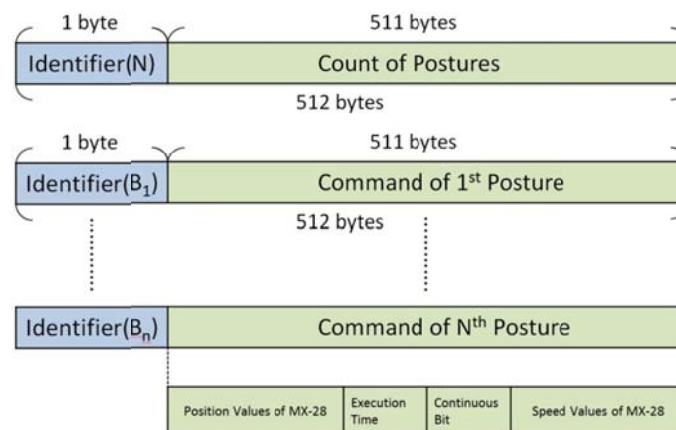 1 byte 511 bytes
Identifier(N) Count of Postures
512 bytes
1 byte 511 bytes
Identifier(B₁) Command of 1ˢᵗ Posture
512 bytes
Identifier(Bₙ) Command of Nᵗʰ Posture
Position Values of MX-28 Execution Time Continuous Bit Speed Values of MX-28